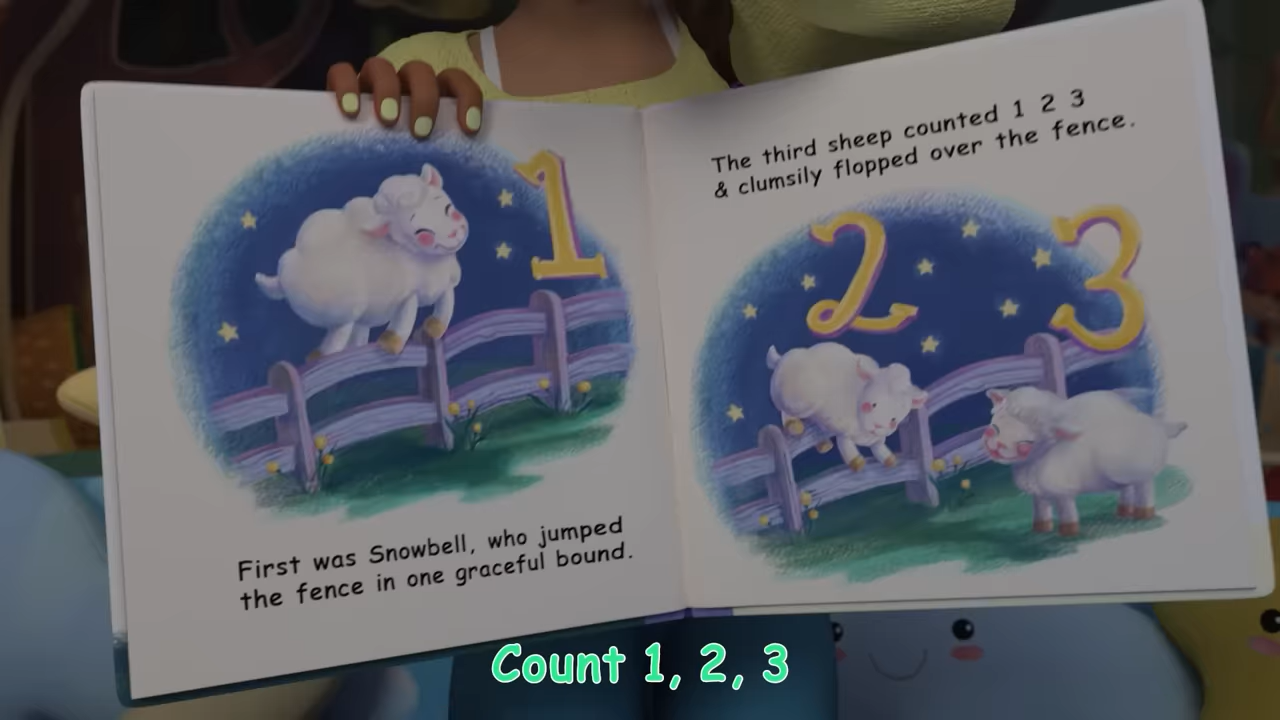 1
First was Snowbell, who jumped
the fence in one graceful bound.
The third sheep counted 1 2 3
& clumsily flopped over the fence.
2 3
Count 1, 2, 3